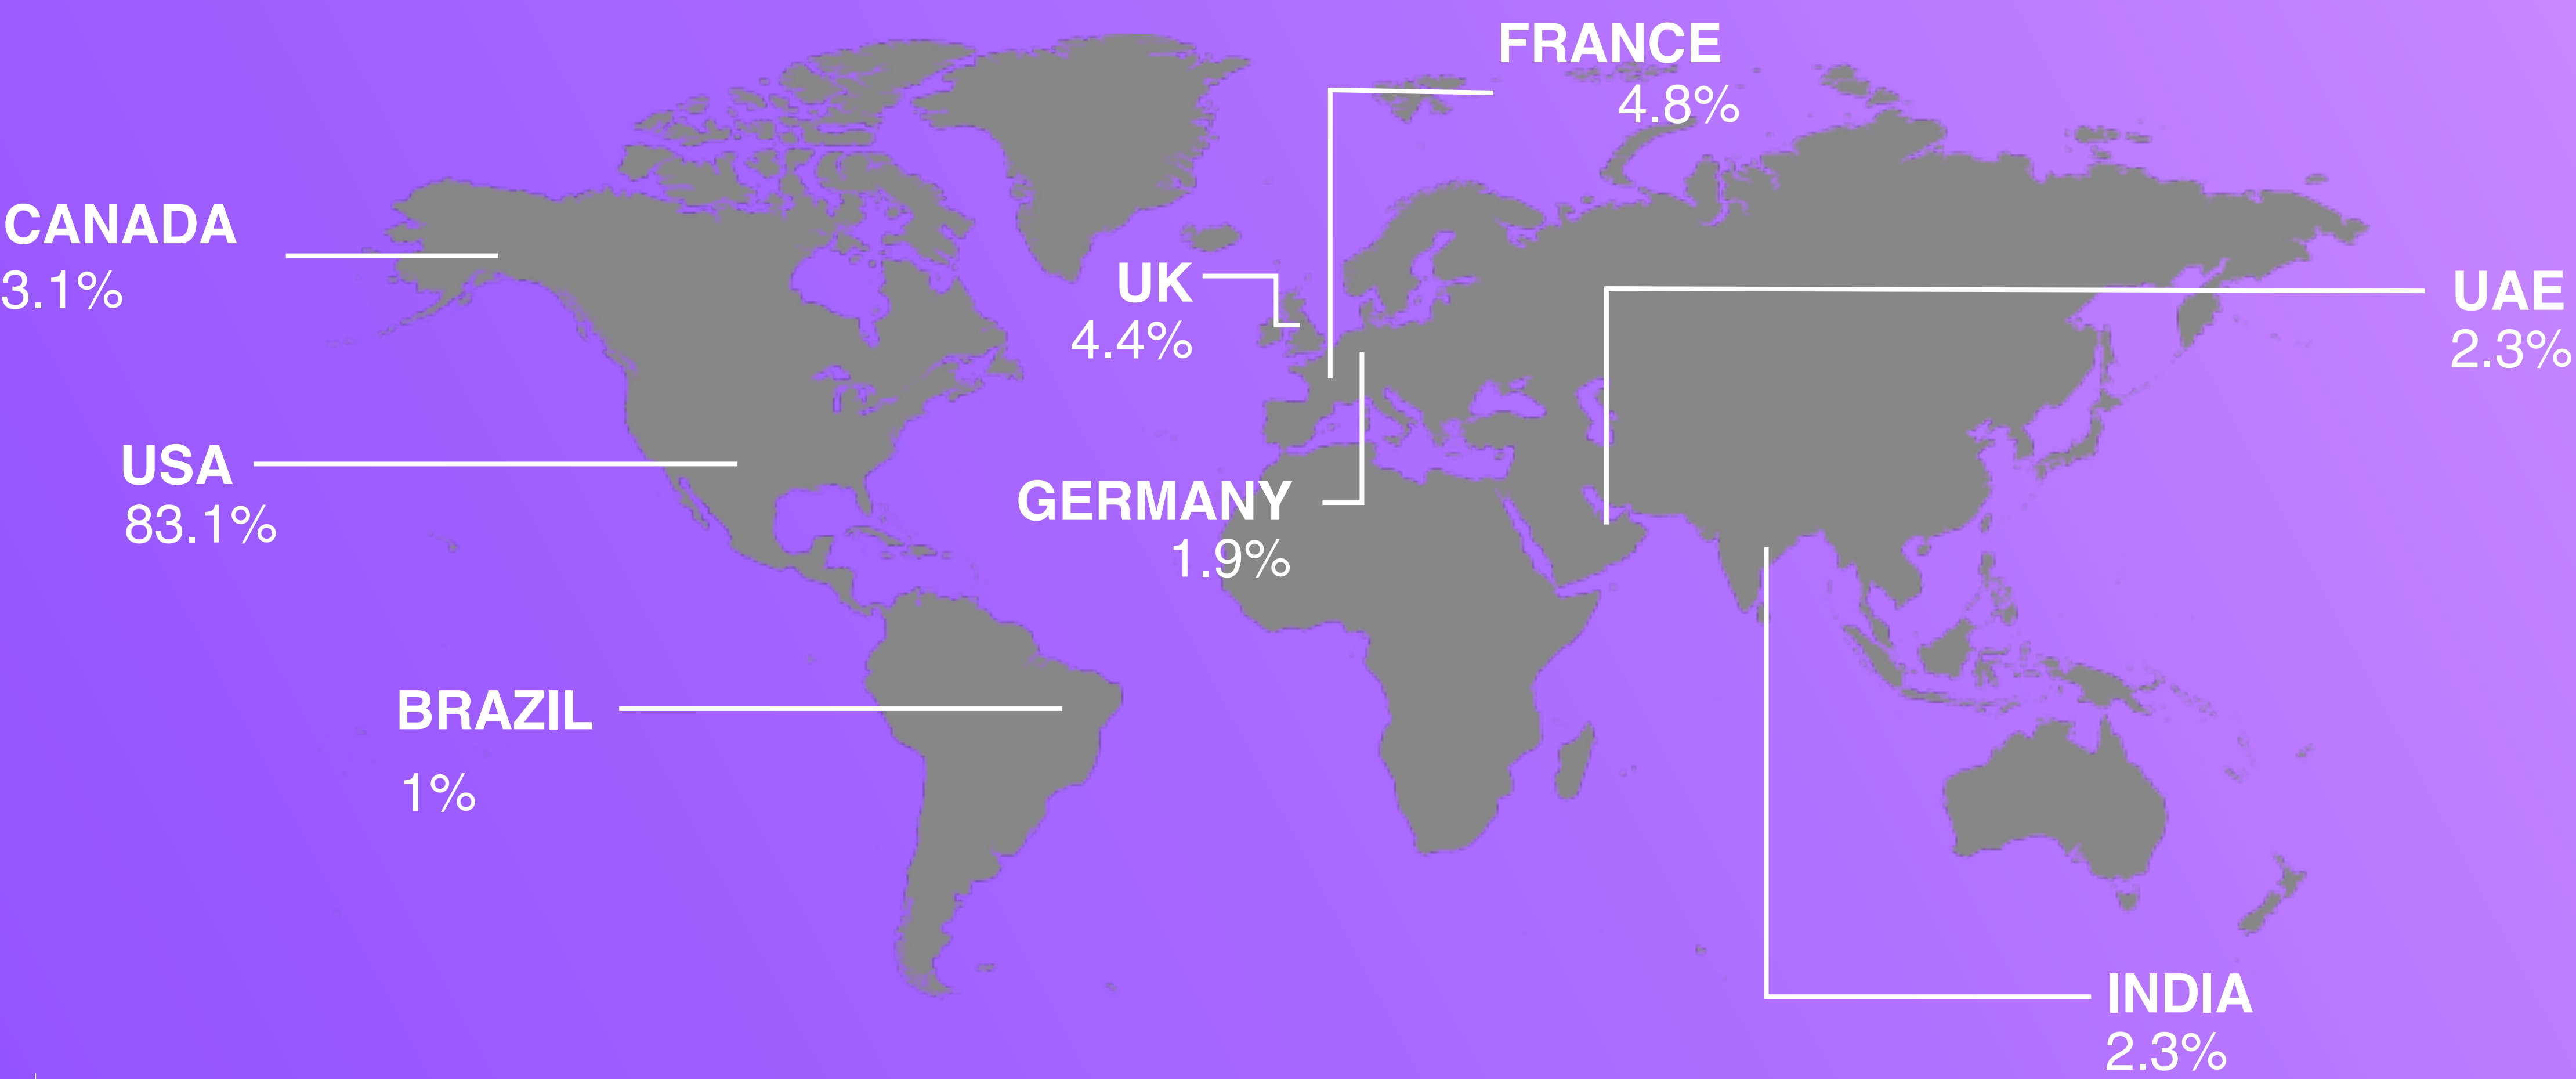 FRANCE
4.8%
CANADA
3.1%
UK
4.4%
UAE
2.3%
USA
83.1%
GERMANY
1.9%
BRAZIL
1%
INDIA
2.3%